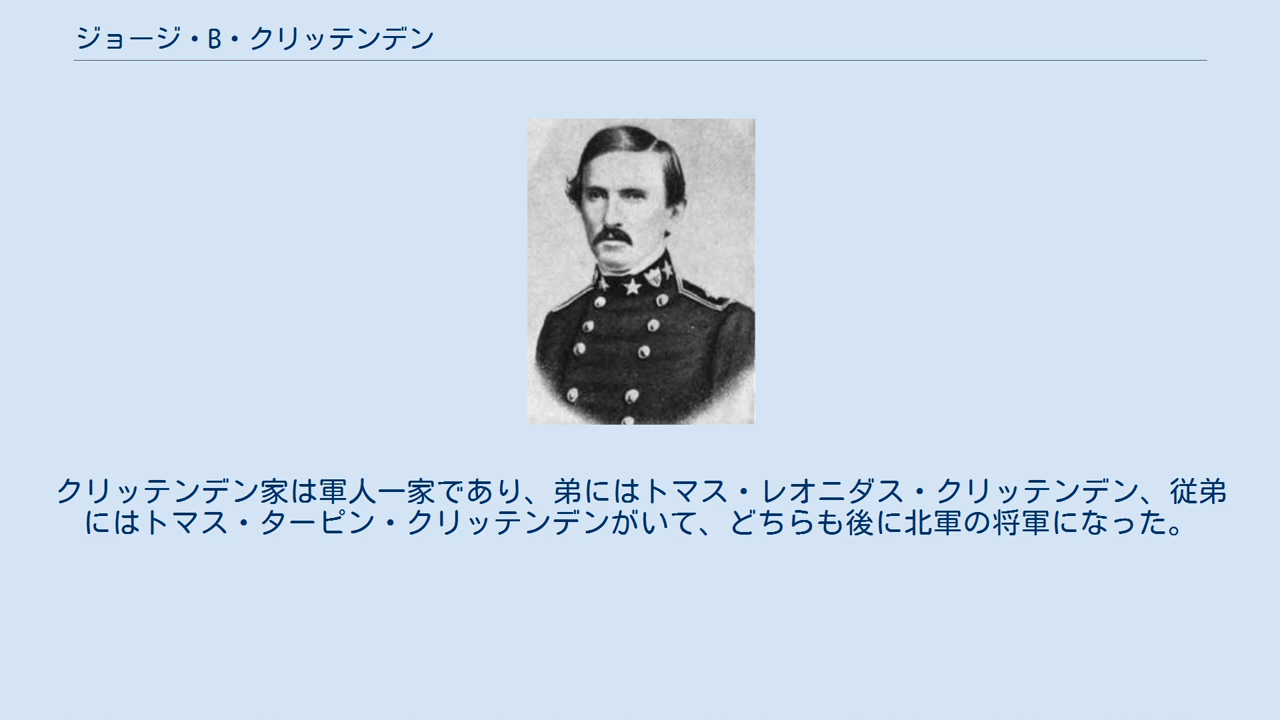 ジョージ・B・クリッテンデン
クリッテンデン家は軍人一家であり、弟にはトマス・レオニダス・クリッテンデン、従弟
にはトマス・ターピン・クリッテンデンがいて、どちらも後に北軍の将軍になった。